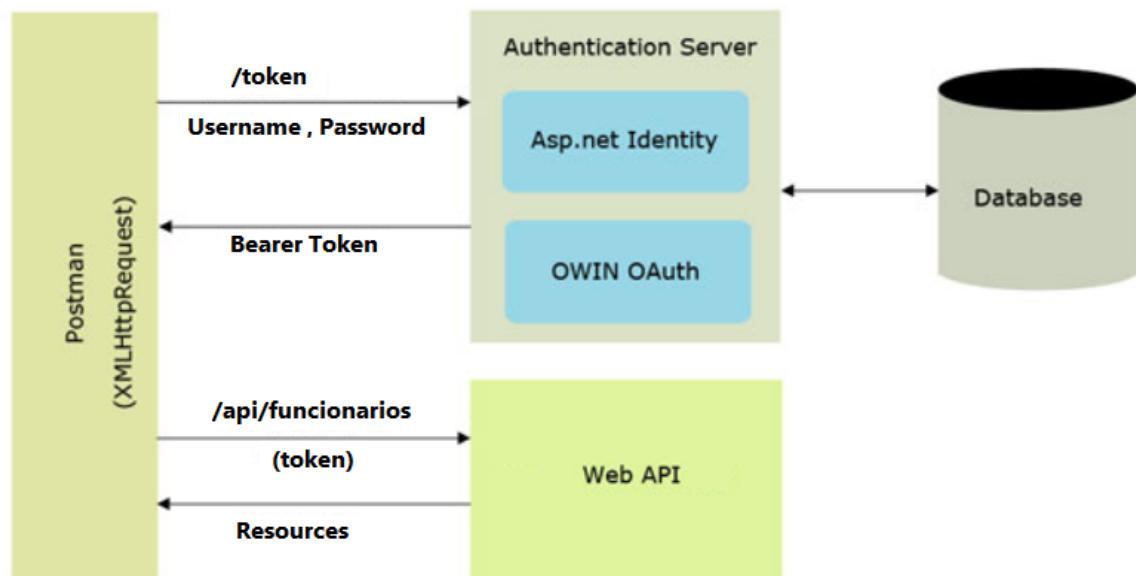 Authentication Server
/token
Username , Password
Asp.net Identity
Database
Bearer Token
OWIN OAuth
Postman
(XMLHttpRequest)
/api/funcionarios
(token)
Web API
Resources